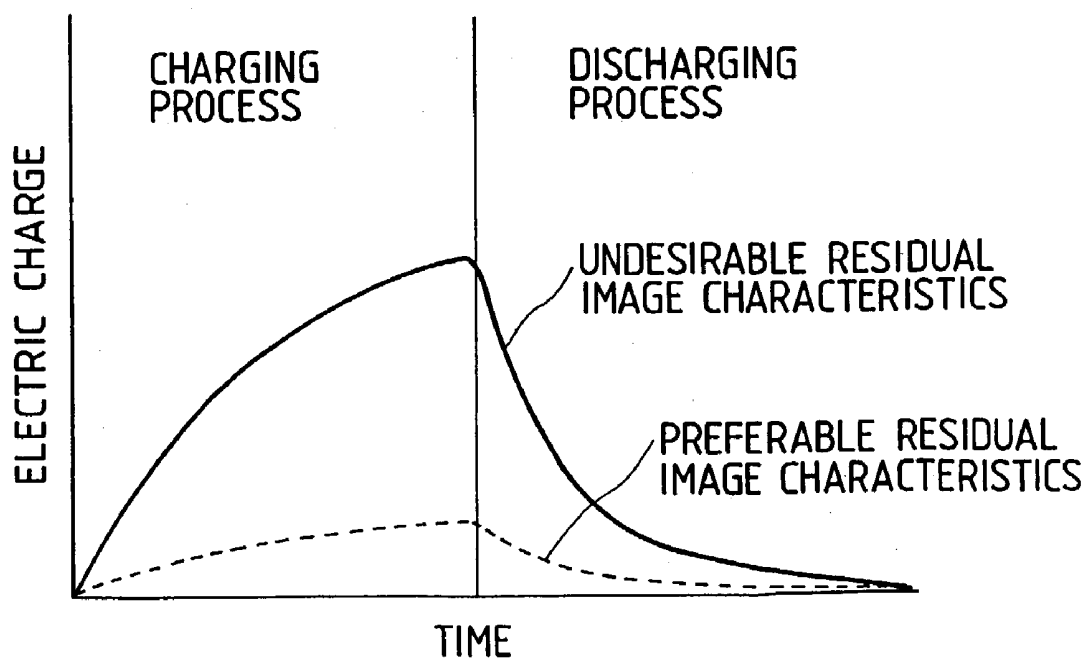 CHARGING
PROCESS
DISCHARGING
PROCESS
ELECTRIC CHARGE
UNDESIRABLE RESIDUAL
IMAGE CHARACTERISTICS
PREFERABLE RESIDUAL
IMAGE CHARACTERISTICS
TIME